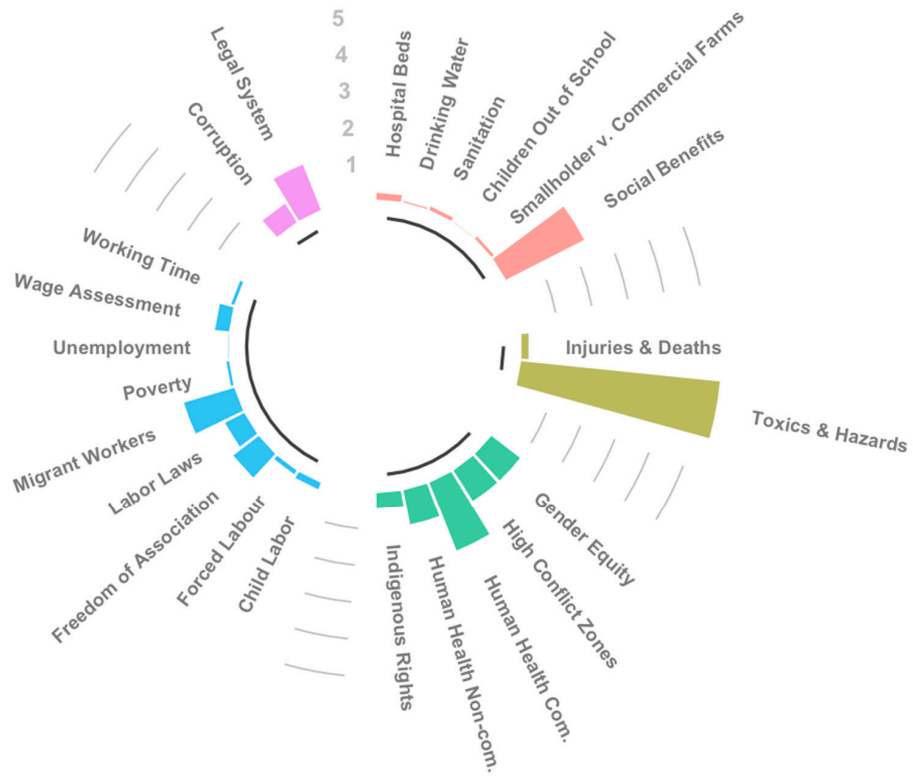 5
4
3
2
1
Hospital Beds
Drinking Water
Sanitation
Children Out of School
Smallholder v. Commercial Farms
Social Benefits
Injuries & Deaths
Toxics & Hazards
Gender Equity
High Conflict Zones
Human Health Com.
Human Health Non-com.
Indigenous Rights
Child Labor
Forced Labour
Freedom of Association
Labor Laws
Migrant Workers
Poverty
Unemployment
Wage Assessment
Working Time
Corruption
Legal System